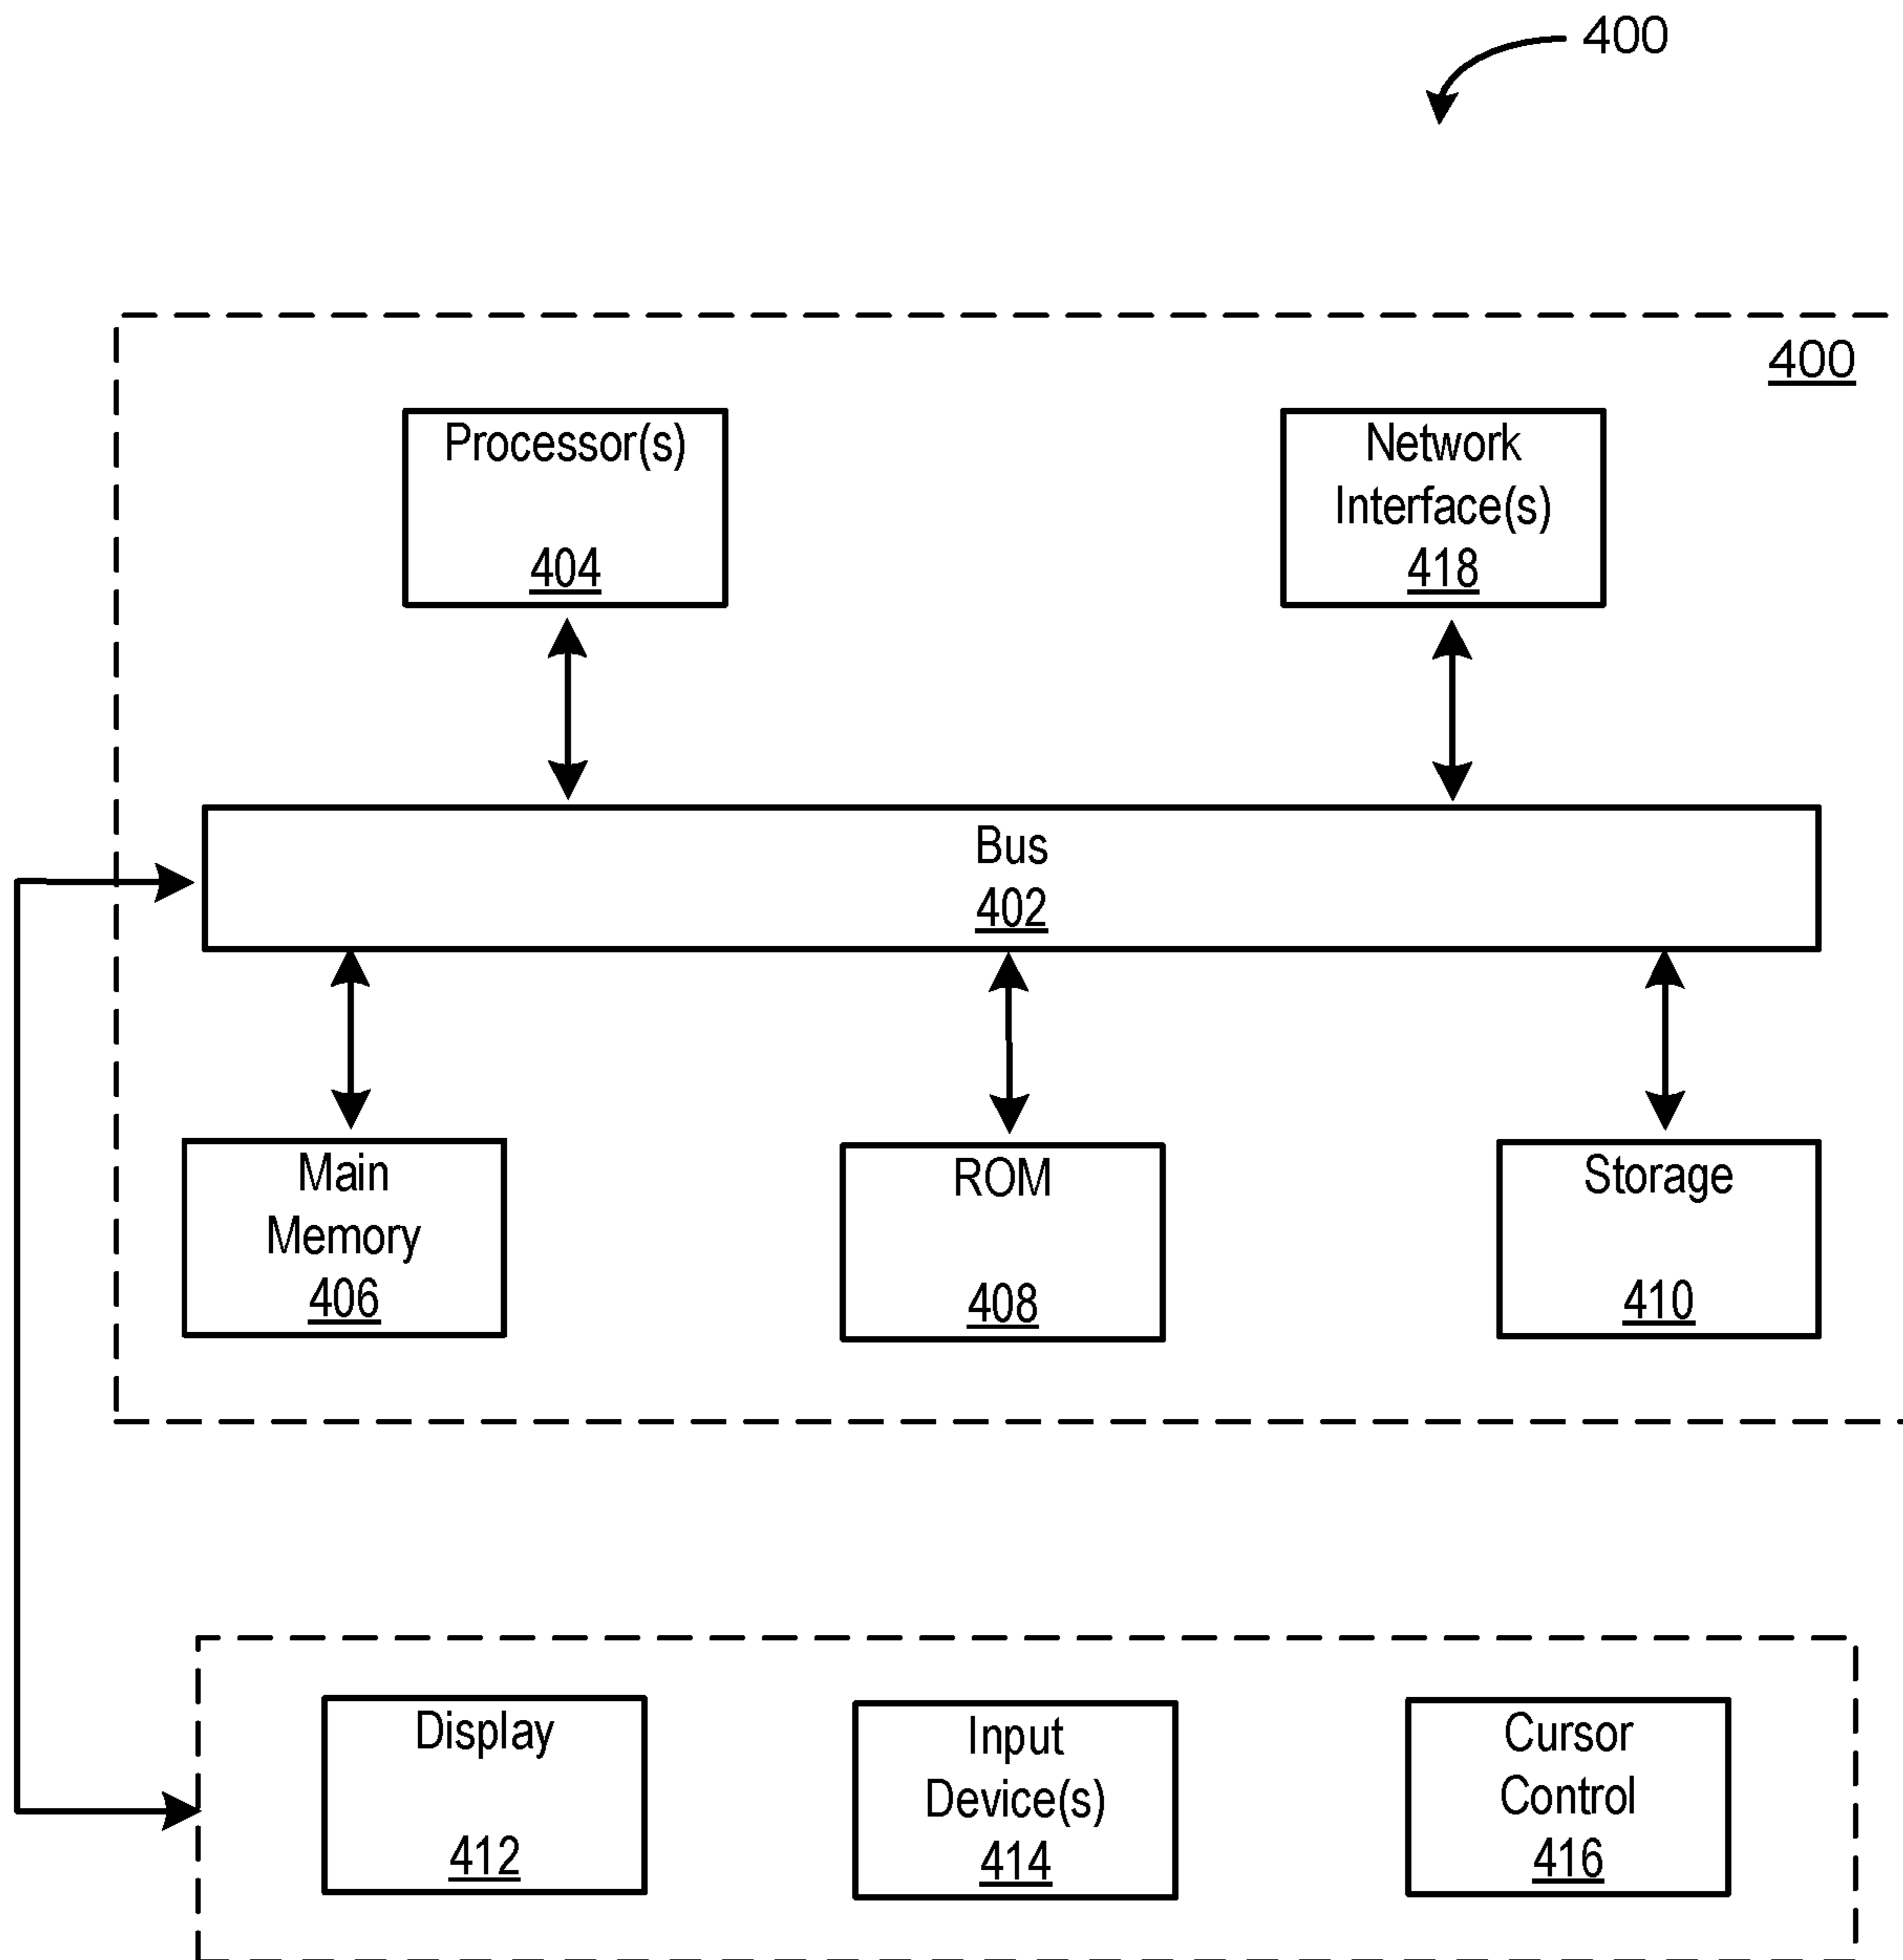 400
400
Processor(s)
404
Network
Interface(s)
418
Bus
402
Main
Memory
406
ROM
408
Storage
410
Display
412
Input
Device(s)
414
Cursor
Control
416